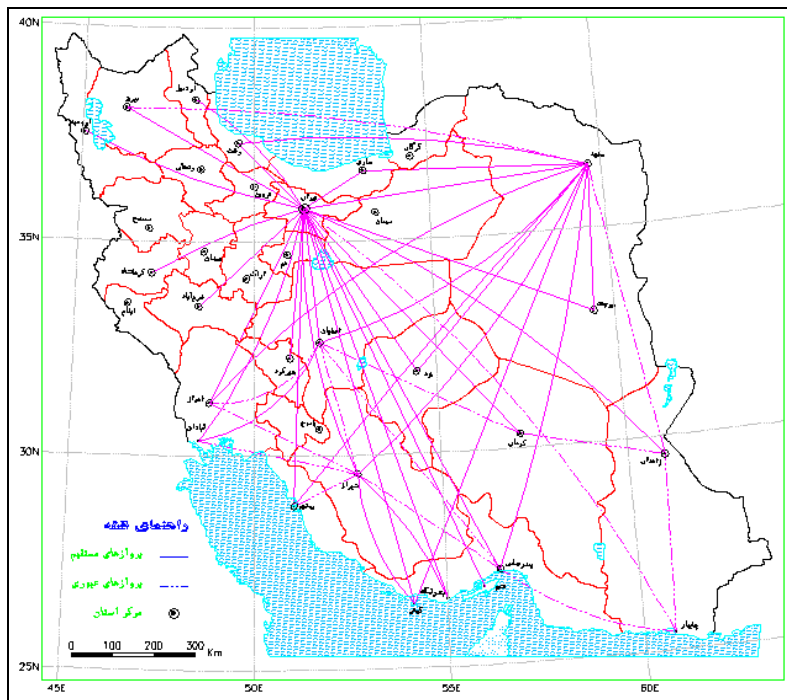 40N
تبریز
اردبیل
ارومیه
رشت
گرگان
ساری
مشهد
زنجان
قزوین
تهران
سمنان
35N
سنندج
همدان
قم
کرمانشاه
اراک
خرم‌آباد
ایلام
بیرجند
اصفهان
شهرکرد
یزد
اهواز
یاسوج
آبادان
کرمان
30N
زاهدان
شیراز
بوشهر
راهنمای نقشه
پروازهای مستقیم
پروازهای عبوری
مرکز استان
بندرعباس
قشم
بندرلنگه
کیش
چابهار
0 100 200 300 Km
25N
45E 50E 55E 60E